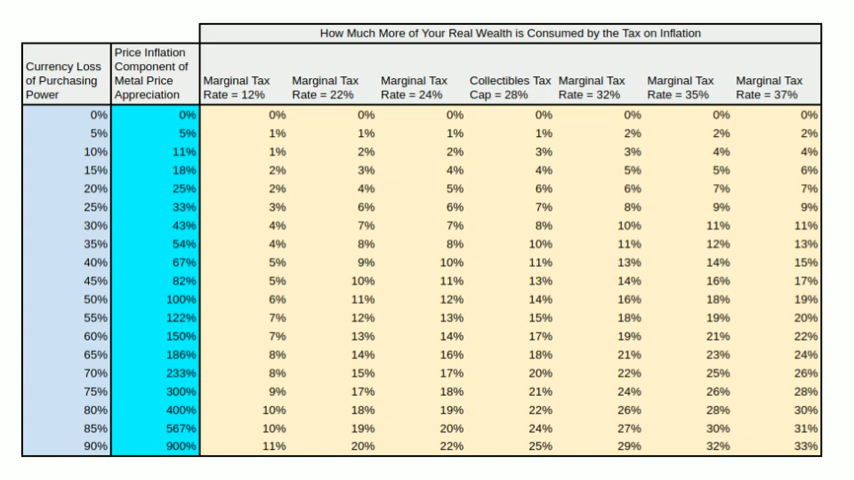 How Much More of Your Real Wealth is Consumed by the Tax on Inflation
Currency Loss of Purchasing Power | Price Inflation Component of Metal Price Appreciation | Marginal Tax Rate = 12% | Marginal Tax Rate = 22% | Marginal Tax Rate = 24% | Collectibles Tax Cap = 28% | Marginal Tax Rate = 32% | Marginal Tax Rate = 35% | Marginal Tax Rate = 37%
0% 0% 0% 0% 0% 0% 0% 0% 0%
5% 5% 1% 1% 1% 1% 2% 2% 2%
10% 11% 1% 2% 2% 3% 3% 4% 4%
15% 18% 2% 3% 4% 4% 5% 5% 6%
20% 25% 2% 4% 5% 6% 6% 7% 7%
25% 33% 3% 6% 6% 7% 8% 9% 9%
30% 43% 4% 7% 7% 8% 10% 11% 11%
35% 54% 4% 8% 8% 10% 11% 12% 13%
40% 67% 5% 9% 10% 11% 13% 14% 15%
45% 82% 5% 10% 11% 13% 14% 16% 17%
50% 100% 6% 11% 12% 14% 16% 18% 19%
55% 122% 7% 12% 13% 15% 18% 19% 20%
60% 150% 7% 13% 14% 17% 19% 21% 22%
65% 186% 8% 14% 16% 18% 21% 23% 24%
70% 233% 8% 15% 17% 20% 22% 25% 26%
75% 300% 9% 17% 18% 21% 24% 26% 28%
80% 400% 10% 18% 19% 22% 26% 28% 30%
85% 567% 10% 19% 20% 24% 27% 30% 31%
90% 900% 11% 20% 22% 25% 29% 32% 33%